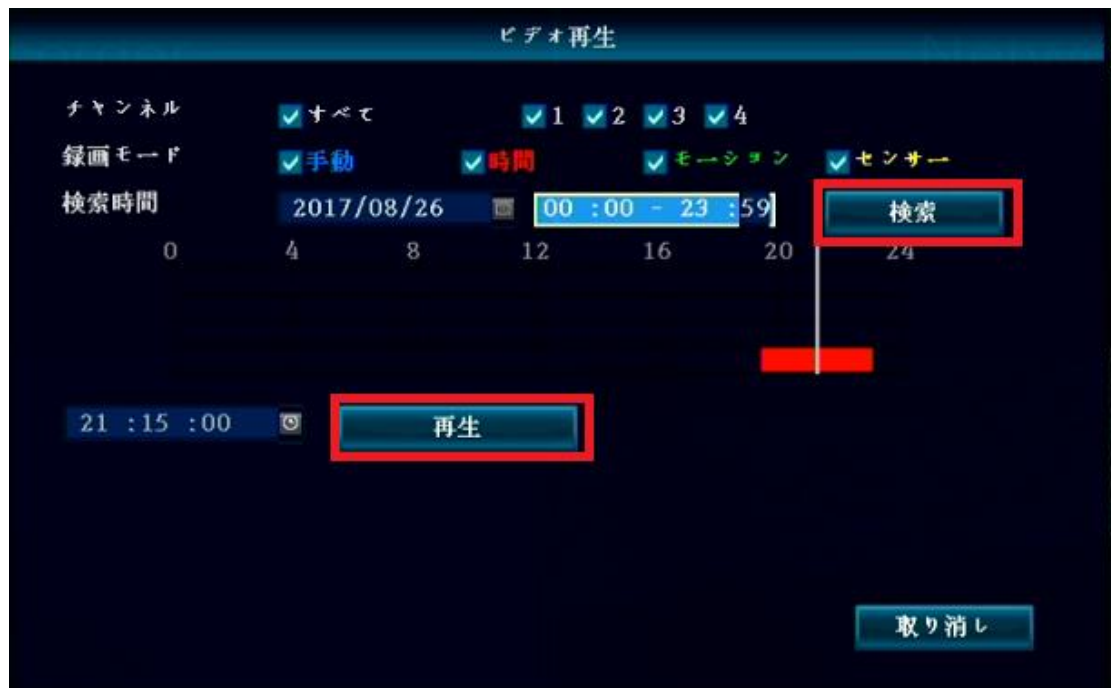 ビデオ再生
チャンネル すべて 1 2 3 4
録画モード 手動 時間 モーション センサー
検索時間 2017/08/26 00 :00 - 23 :59 検索
0 4 8 12 16 20 24
21 :15 :00 再生
取り消し